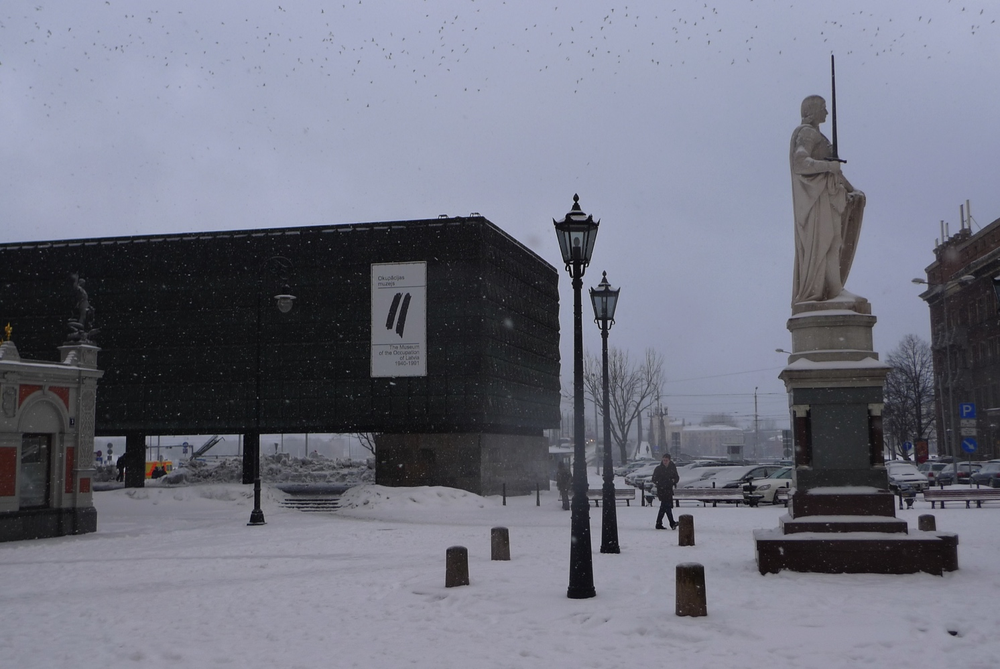 Okupācijas
muzejs
The Museum
of the Occupation
of Latvia
1940-1991
P